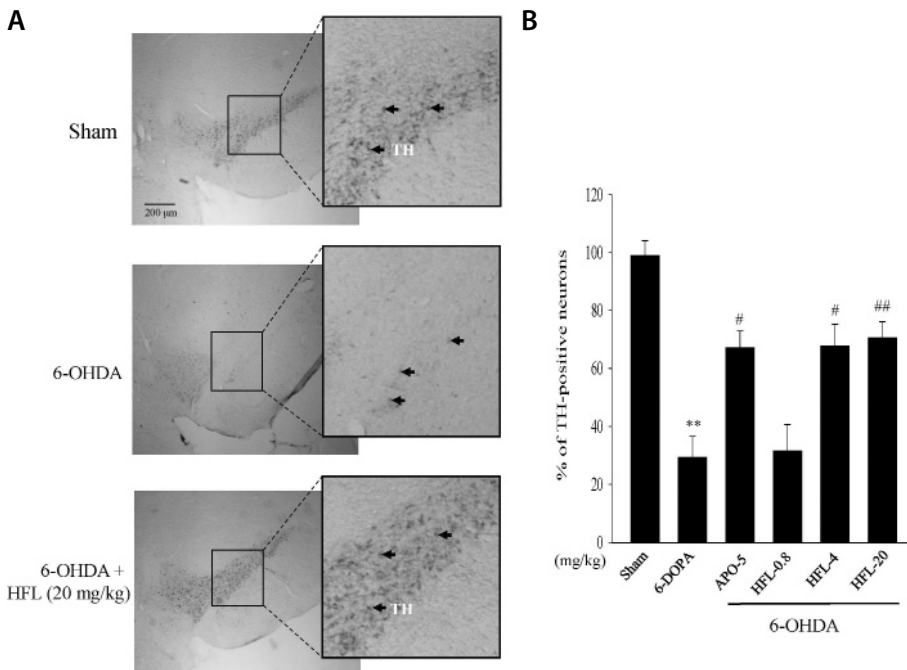 A
Sham
TH
200 µm
6-OHDA
6-OHDA +
HFL (20 mg/kg)
TH
B
% of TH-positive neurons
120
100
80
60
40
20
0
**
#
#
##
(mg/kg)
Sham
6-DOPA
APO-5
HFL-0.8
HFL-4
HFL-20
6-OHDA